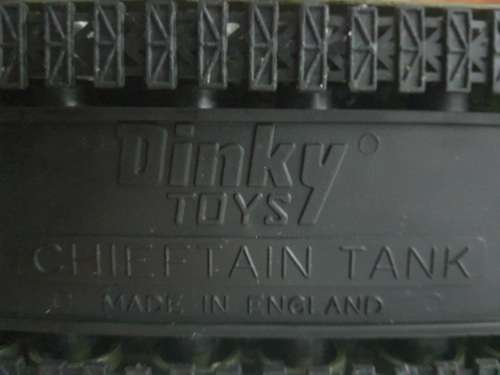 Dinky
TOYS
CHIEFTAIN TANK
MADE IN ENGLAND